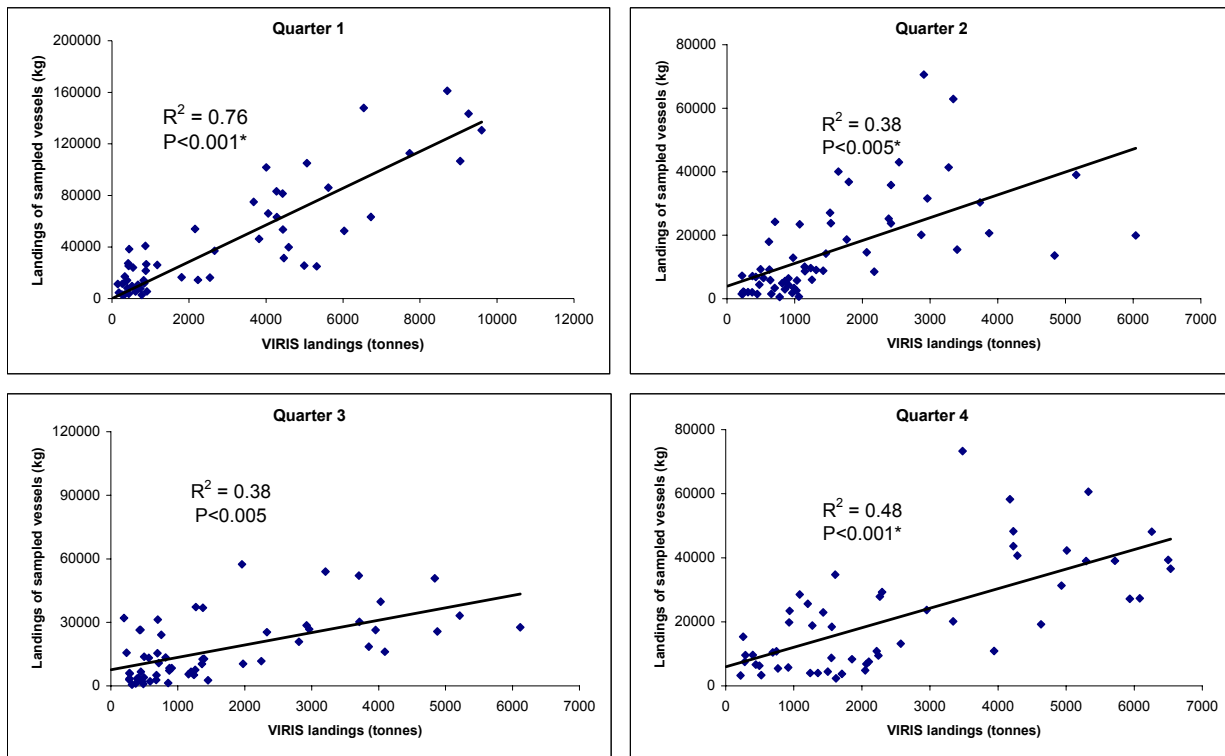 Quarter 1
200000
160000
120000
80000
40000
0
R² = 0.76
P<0.001*
Landings of sampled vessels (kg)
0 2000 4000 6000 8000 10000 12000
VIRIS landings (tonnes)
Quarter 2
80000
60000
40000
20000
0
R² = 0.38
P<0.005*
Landings of sampled vessels (kg)
0 1000 2000 3000 4000 5000 6000 7000
VIRIS landings (tonnes)
Quarter 3
120000
90000
60000
30000
0
R² = 0.38
P<0.005
Landings of sampled vessels (kg)
0 1000 2000 3000 4000 5000 6000 7000
VIRIS landings (tonnes)
Quarter 4
80000
60000
40000
20000
0
R² = 0.48
P<0.001*
Landings of sampled vessels (kg)
0 1000 2000 3000 4000 5000 6000 7000
VIRIS landings (tonnes)